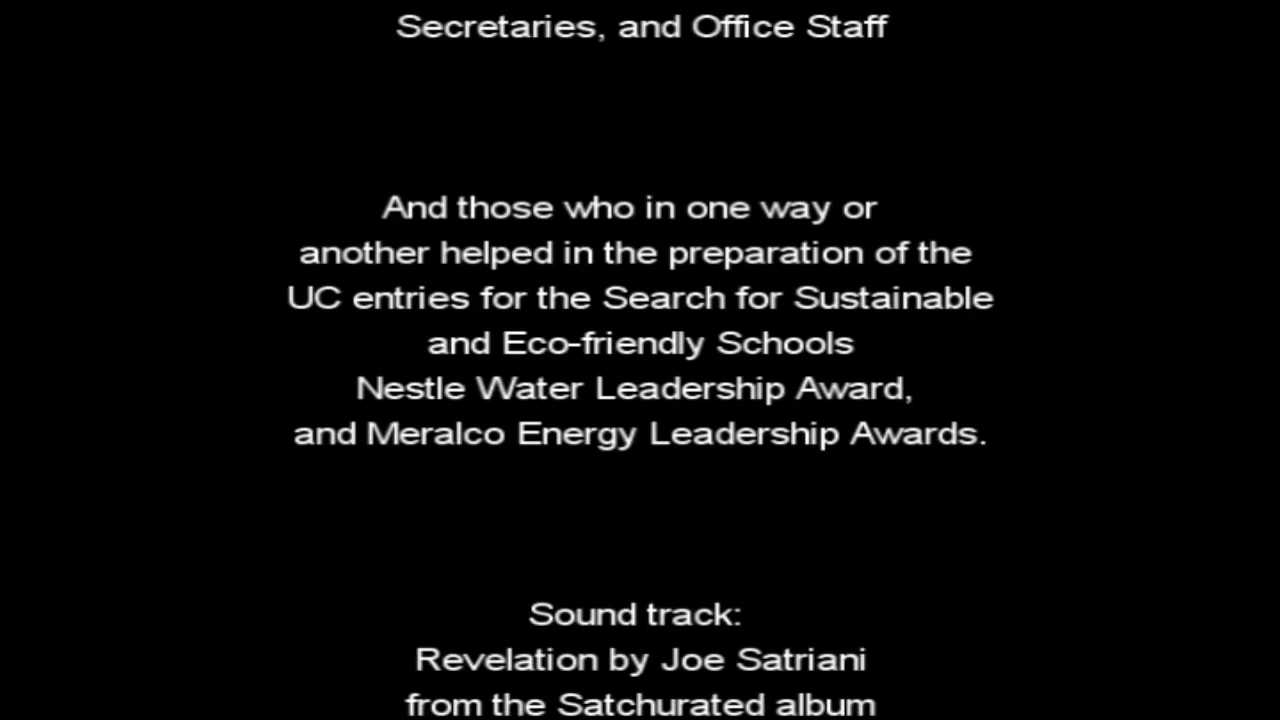 Secretaries, and Office Staff
And those who in one way or
another helped in the preparation of the
UC entries for the Search for Sustainable
and Eco-friendly Schools
Nestle Water Leadership Award,
and Meralco Energy Leadership Awards.
Sound track:
Revelation by Joe Satriani
from the Satchurated album